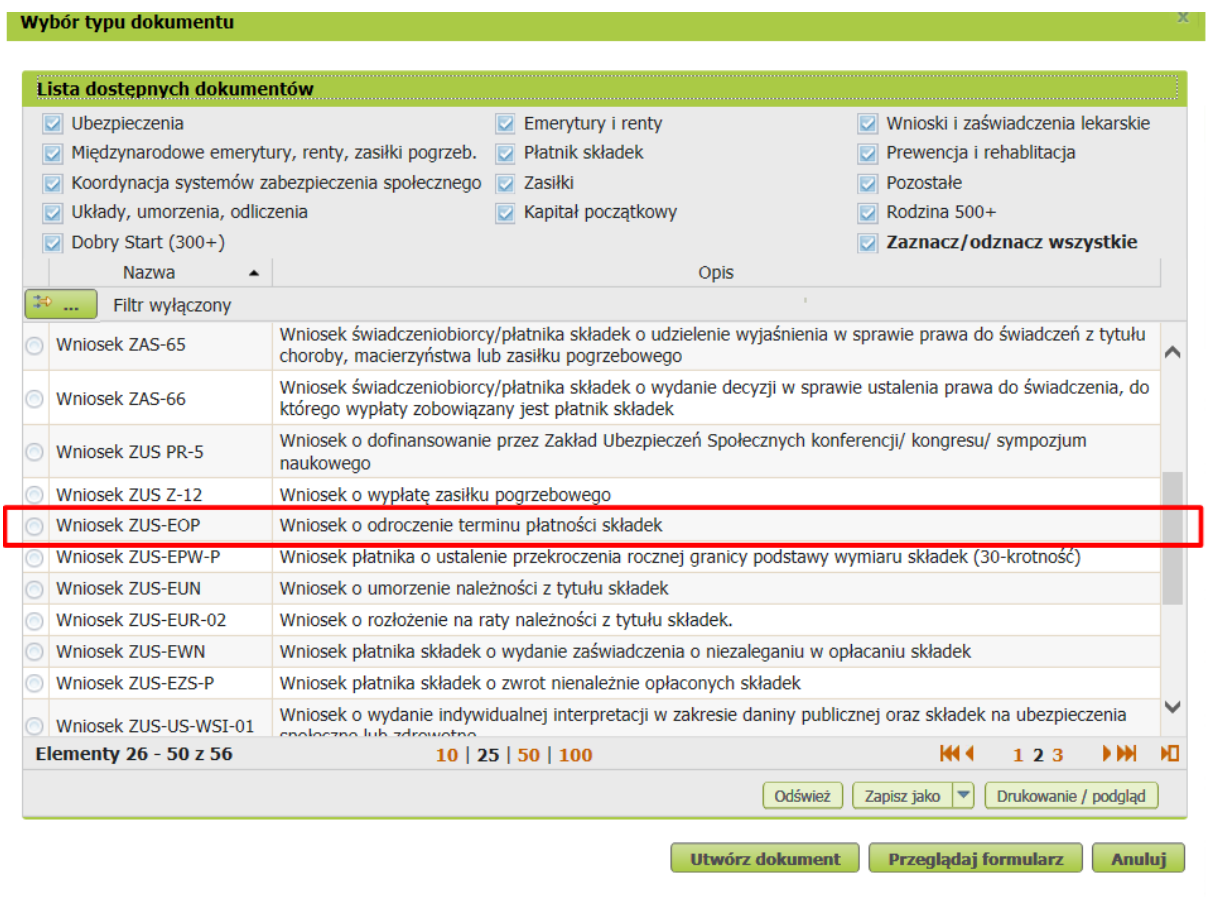 Wybór typu dokumentu
x
Lista dostępnych dokumentów
Ubezpieczenia
Emerytury i renty
Wnioski i zaświadczenia lekarskie
Międzynarodowe emerytury, renty, zasiłki pogrzeb.
Płatnik składek
Prewencja i rehablitacja
Koordynacja systemów zabezpieczenia społecznego
Zasiłki
Pozostałe
Układy, umorzenia, odliczenia
Kapitał początkowy
Rodzina 500+
Dobry Start (300+)
Zaznacz/odznacz wszystkie
Nazwa
Opis
...
Filtr wyłączony
Wniosek ZAS-65
Wniosek świadczeniobiorcy/płatnika składek o udzielenie wyjaśnienia w sprawie prawa do świadczeń z tytułu
choroby, macierzyństwa lub zasiłku pogrzebowego
Wniosek ZAS-66
Wniosek świadczeniobiorcy/płatnika składek o wydanie decyzji w sprawie ustalenia prawa do świadczenia, do
którego wypłaty zobowiązany jest płatnik składek
Wniosek ZUS PR-5
Wniosek o dofinansowanie przez Zakład Ubezpieczeń Społecznych konferencji/ kongresu/ sympozjum
naukowego
Wniosek ZUS Z-12
Wniosek o wypłatę zasiłku pogrzebowego
Wniosek ZUS-EOP
Wniosek o odroczenie terminu płatności składek
Wniosek ZUS-EPW-P
Wniosek płatnika o ustalenie przekroczenia rocznej granicy podstawy wymiaru składek (30-krotność)
Wniosek ZUS-EUN
Wniosek o umorzenie należności z tytułu składek
Wniosek ZUS-EUR-02
Wniosek o rozłożenie na raty należności z tytułu składek.
Wniosek ZUS-EWN
Wniosek płatnika składek o wydanie zaświadczenia o niezaleganiu w opłacaniu składek
Wniosek ZUS-EZS-P
Wniosek płatnika składek o zwrot nienależnie opłaconych składek
Wniosek ZUS-US-WSI-01
Wniosek o wydanie indywidualnej interpretacji w zakresie daniny publicznej oraz składek na ubezpieczenia
społeczne lub zdrowotne
Elementy 26 - 50 z 56
10 | 25 | 50 | 100
1 2 3
Odśwież
Zapisz jako
Drukowanie / podgląd
Utwórz dokument
Przeglądaj formularz
Anuluj